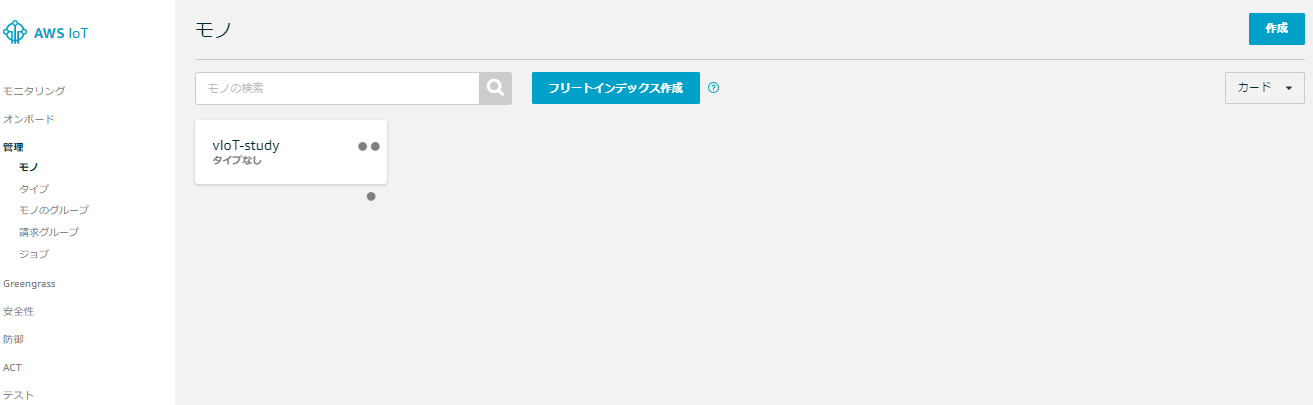 AWS IoT
モニタリング
オンボード
管理
モノ
タイプ
モノのグループ
請求グループ
ジョブ
Greengrass
安全性
防御
ACT
テスト
モノ
作成
モノの検索
フリートインデックス作成
?
カード
vIoT-study
タイプなし